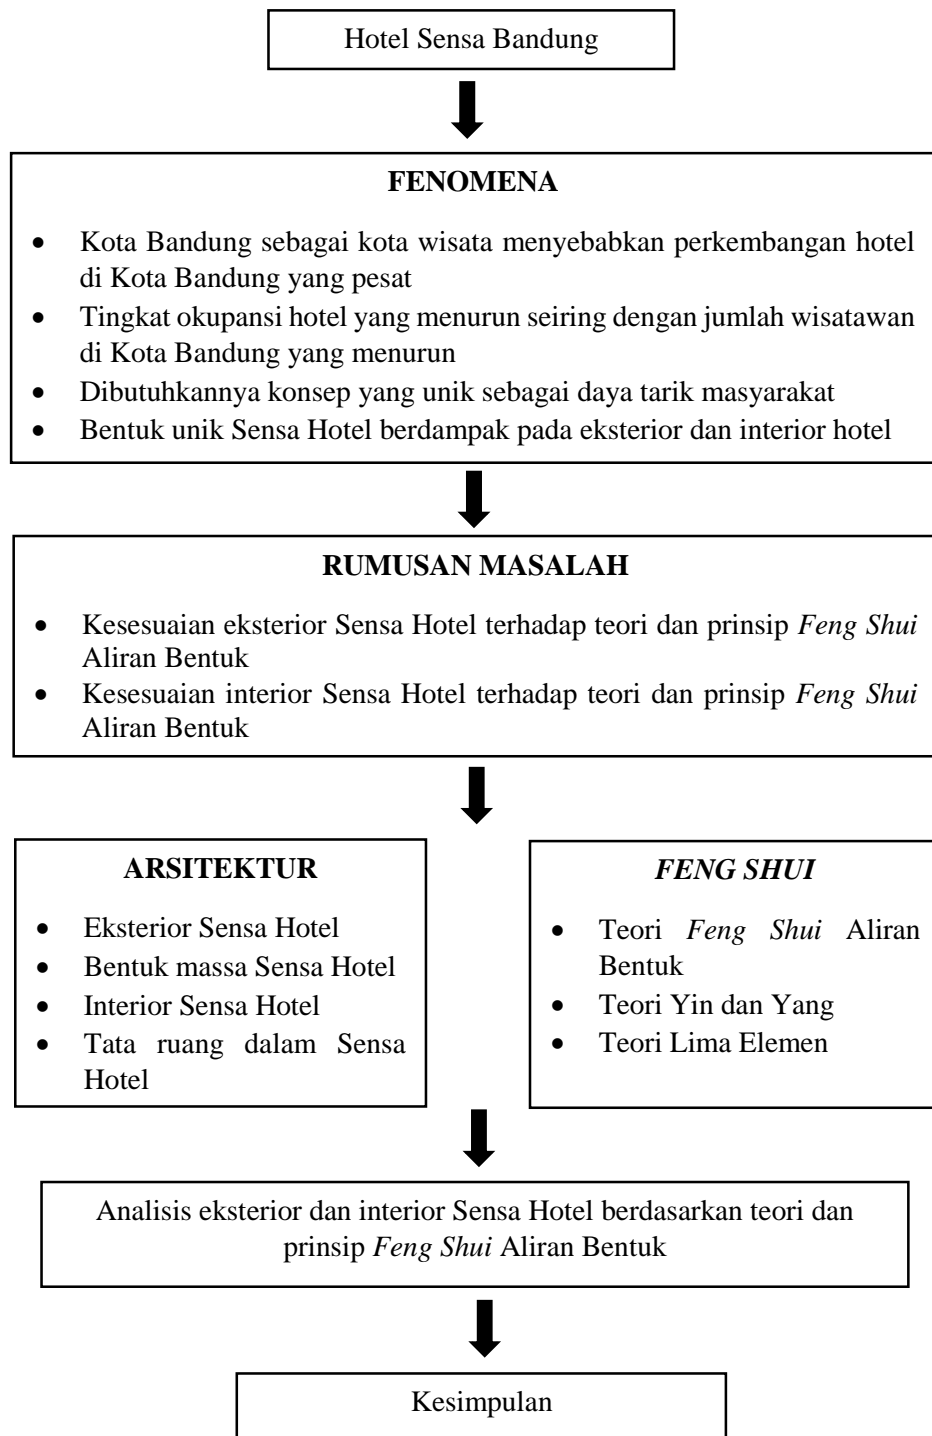 Hotel Sensa Bandung
FENOMENA
• Kota Bandung sebagai kota wisata menyebabkan perkembangan hotel
di Kota Bandung yang pesat
• Tingkat okupansi hotel yang menurun seiring dengan jumlah wisatawan
di Kota Bandung yang menurun
• Dibutuhkannya konsep yang unik sebagai daya tarik masyarakat
• Bentuk unik Sensa Hotel berdampak pada eksterior dan interior hotel
RUMUSAN MASALAH
• Kesesuaian eksterior Sensa Hotel terhadap teori dan prinsip Feng Shui
Aliran Bentuk
• Kesesuaian interior Sensa Hotel terhadap teori dan prinsip Feng Shui
Aliran Bentuk
ARSITEKTUR
• Eksterior Sensa Hotel
• Bentuk massa Sensa Hotel
• Interior Sensa Hotel
• Tata ruang dalam Sensa
Hotel
FENG SHUI
• Teori Feng Shui Aliran
Bentuk
• Teori Yin dan Yang
• Teori Lima Elemen
Analisis eksterior dan interior Sensa Hotel berdasarkan teori dan
prinsip Feng Shui Aliran Bentuk
Kesimpulan